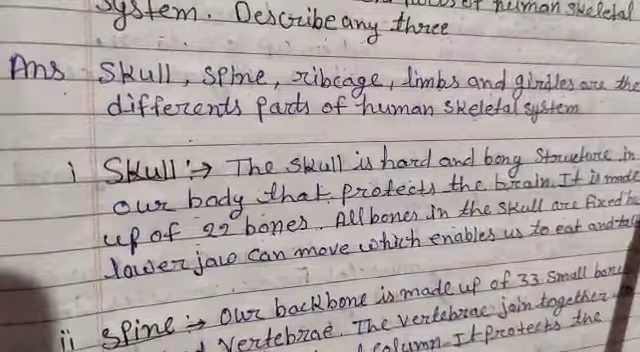 system. Describe any three
human skeletal
Ans Skull, spine, ribcage, limbs and girdles are the
differents parts of human skeletal system
i Skull :→ The skull is hard and bony structure in
our body that protects the brain. It is made
up of 22 bones. All bones in the skull are fixed
lower jaw can move which enables us to eat and
ii Spine :→ Our backbone is made up of 33 small
Vertebrae. The vertebrae join together
column It protects the